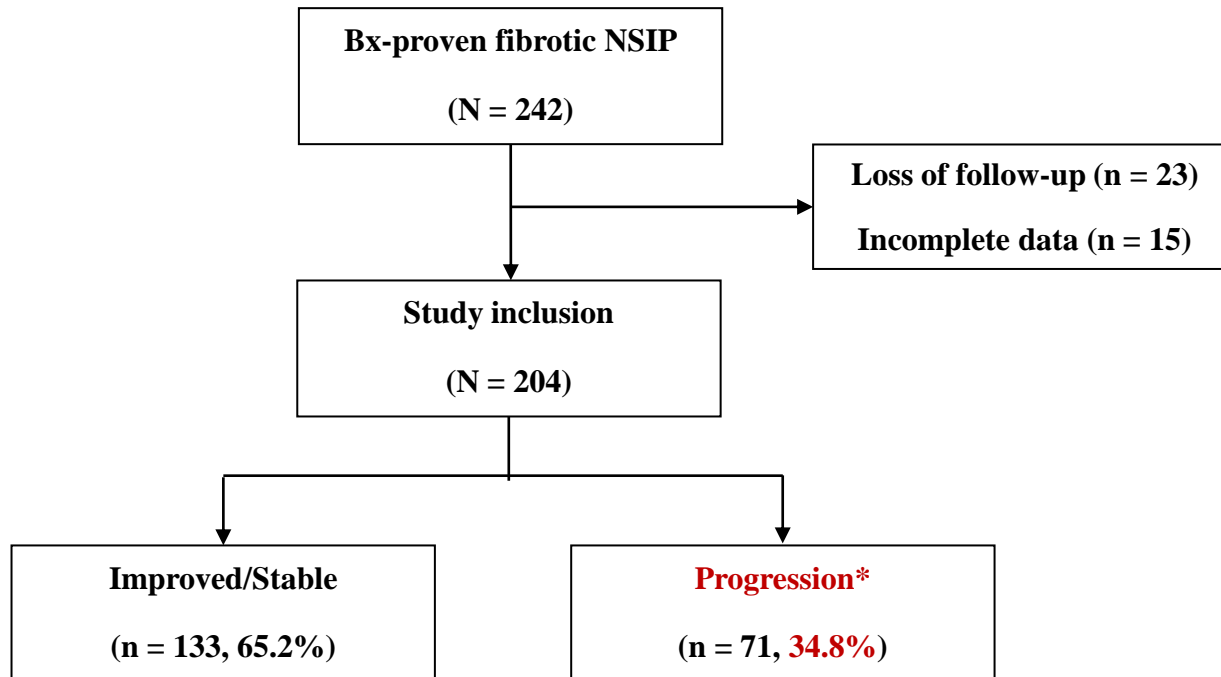 Bx-proven fibrotic NSIP
(N = 242)
Loss of follow-up (n = 23)
Incomplete data (n = 15)
Study inclusion
(N = 204)
Improved/Stable
(n = 133, 65.2%)
Progression*
(n = 71, 34.8%)